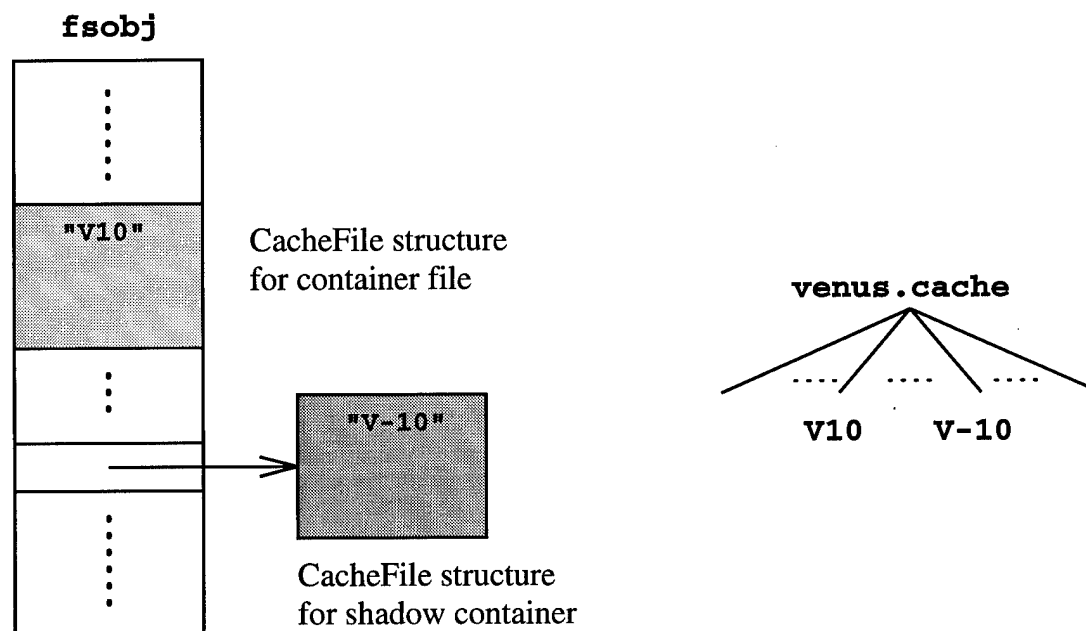 fsobj
"V10"
CacheFile structure
for container file
"V-10"
CacheFile structure
for shadow container
venus.cache
V10 V-10